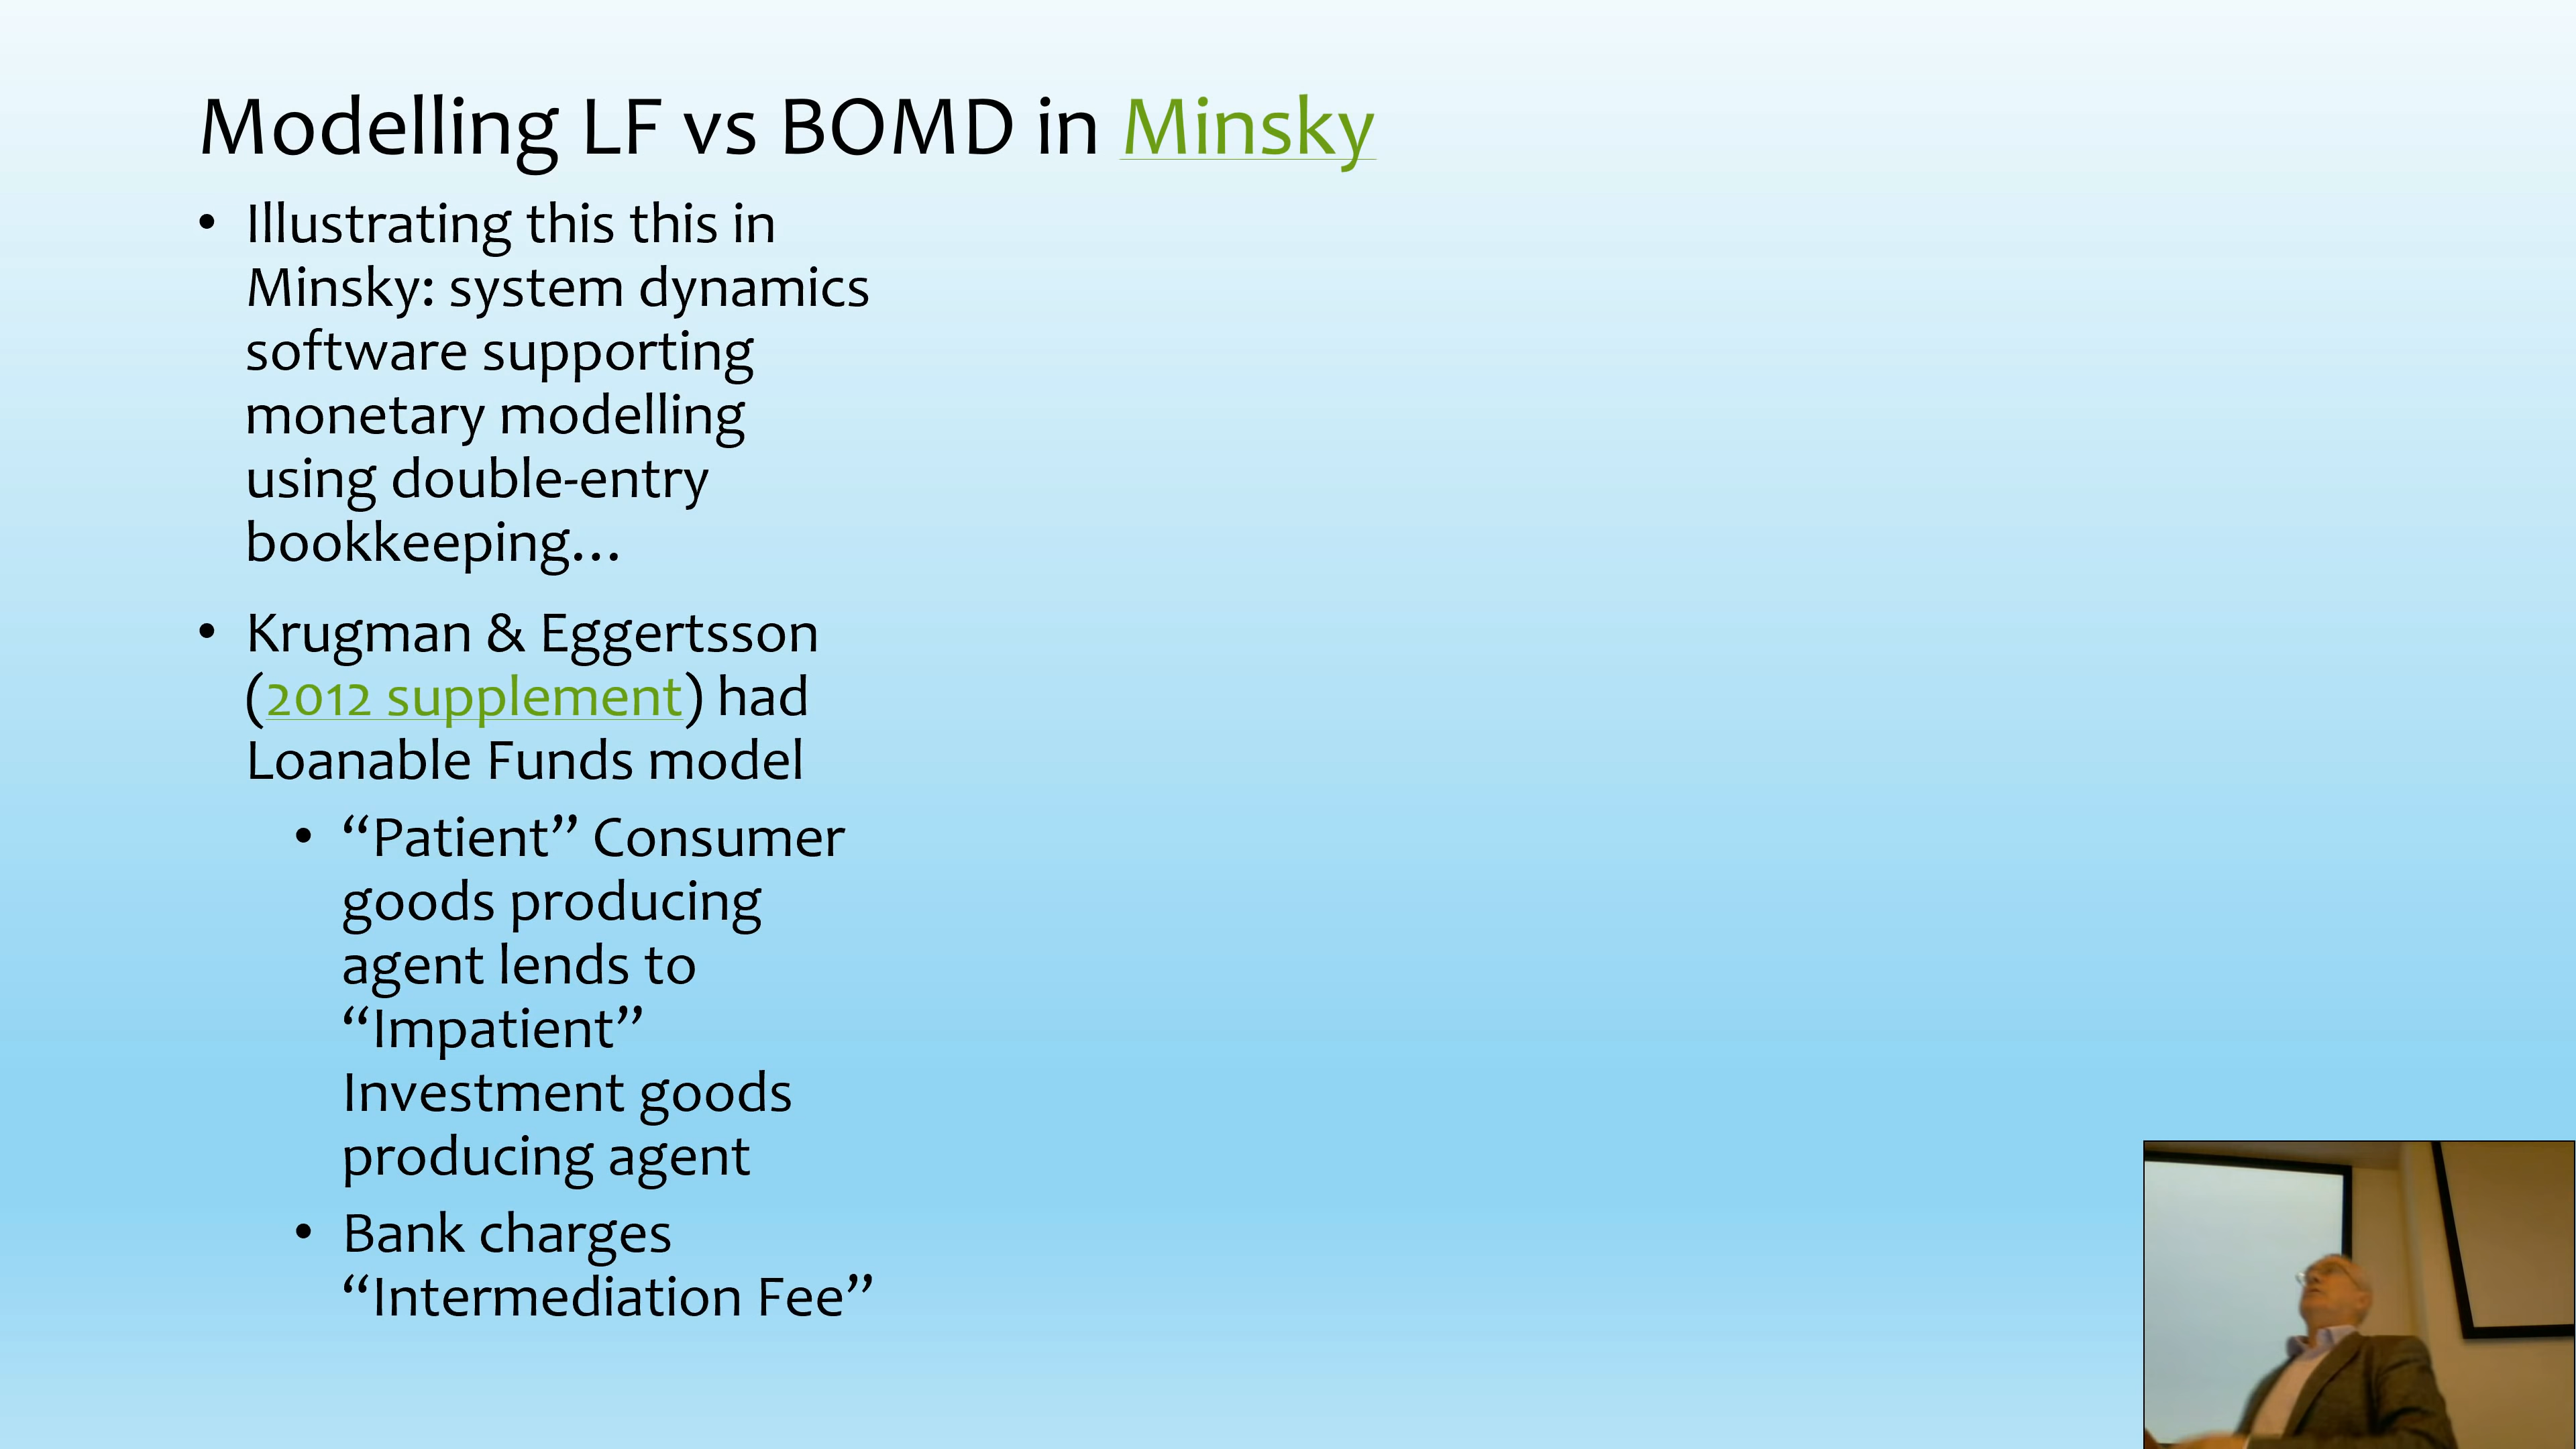 Modelling LF vs BOMD in Minsky
• Illustrating this this in
Minsky: system dynamics
software supporting
monetary modelling
using double-entry
bookkeeping…
• Krugman & Eggertsson
(2012 supplement) had
Loanable Funds model
• “Patient” Consumer
goods producing
agent lends to
“Impatient”
Investment goods
producing agent
• Bank charges
“Intermediation Fee”